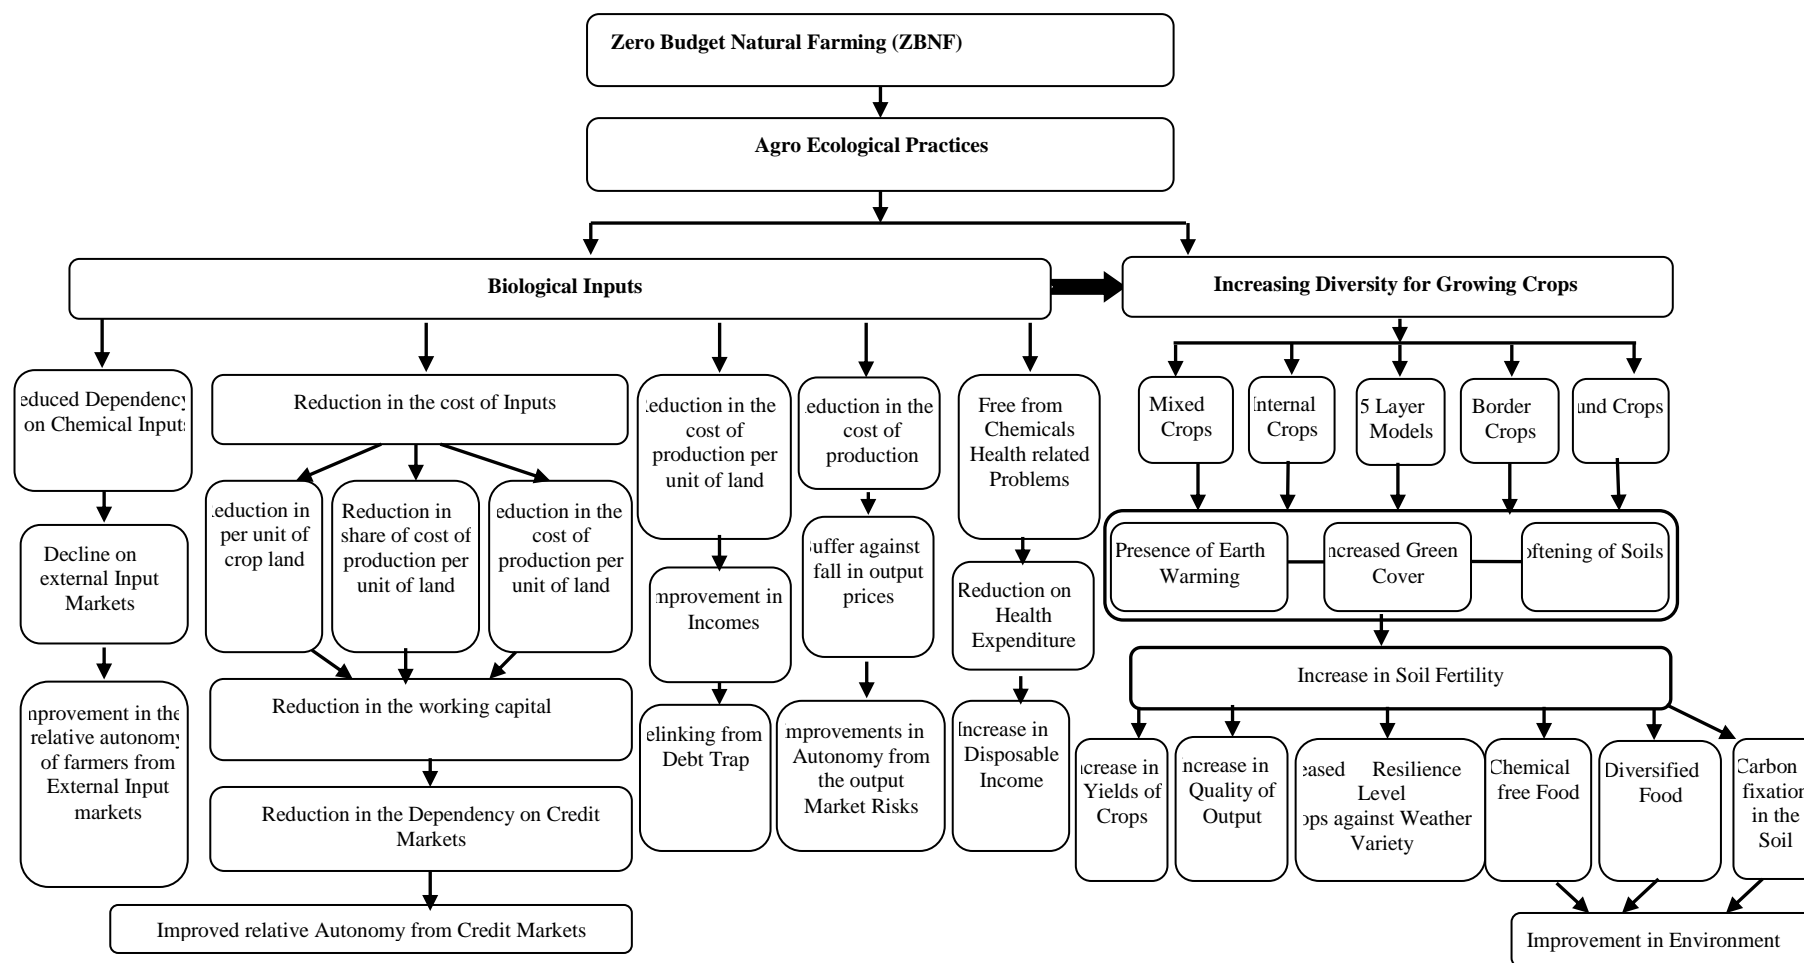 Zero Budget Natural Farming (ZBNF)
Agro Ecological Practices
Biological Inputs
Increasing Diversity for Growing Crops
educed Dependency
on Chemical Inputs
Decline on
external Input
Markets
mprovement in the
relative autonomy
of farmers from
External Input
markets
Reduction in the cost of Inputs
eduction in
per unit of
crop land
Reduction in
share of cost of
production per
unit of land
eduction in the
cost of
production per
unit of land
Reduction in the working capital
Reduction in the Dependency on Credit
Markets
Improved relative Autonomy from Credit Markets
eduction in the
cost of
production per
unit of land
mprovement in
Incomes
elinking from
Debt Trap
eduction in the
cost of
production
uffer against
fall in output
prices
mprovements in
Autonomy from
the output
Market Risks
Free from
Chemicals
Health related
Problems
Reduction on
Health
Expenditure
Increase in
Disposable
Income
Mixed
Crops
Internal
Crops
5 Layer
Models
Border
Crops
und Crops
Presence of Earth
Warming
ncreased Green
Cover
oftening of Soils
Increase in Soil Fertility
ncrease in
Yields of
Crops
Increase in
Quality of
Output
eased Resilience
Level
ops against Weather
Variety
Chemical
free Food
Diversified
Food
Carbon
fixation
in the
Soil
Improvement in Environment